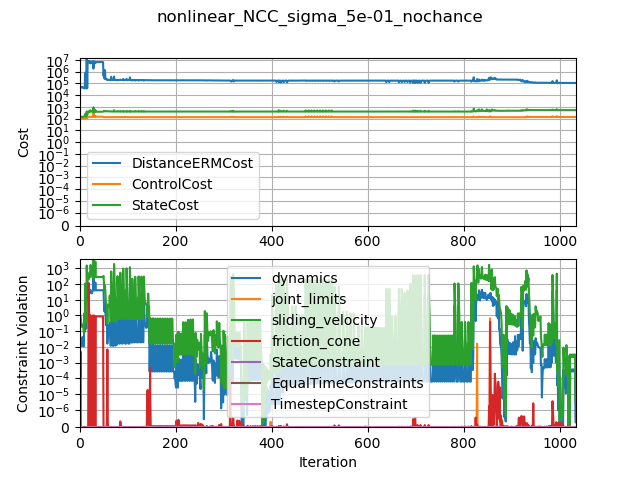 nonlinear_NCC_sigma_5e-01_nochance
Cost
10^7
10^6
10^5
10^4
10^3
10^2
10^1
10^0
10^-1
10^-2
10^-3
10^-4
10^-5
10^-6
0
DistanceERMCost
ControlCost
StateCost
0 200 400 600 800 1000
Constraint Violation
10^3
10^2
10^1
10^0
10^-1
10^-2
10^-3
10^-4
10^-5
10^-6
0
dynamics
joint_limits
sliding_velocity
friction_cone
StateConstraint
EqualTimeConstraints
TimestepConstraint
0 200 400 600 800 1000
Iteration